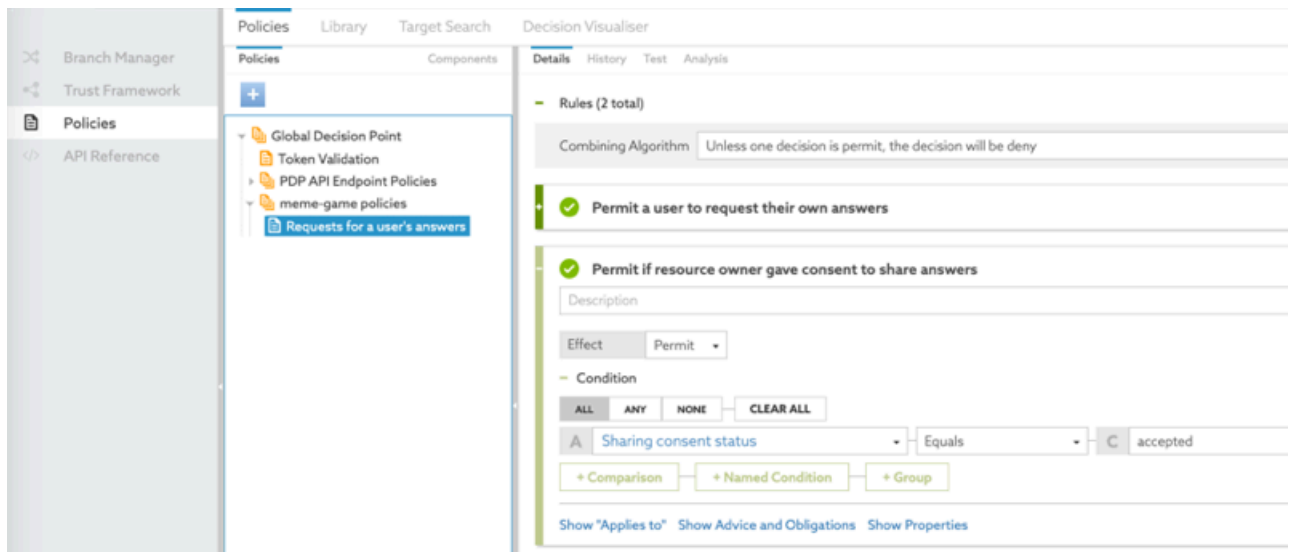 Policies Library Target Search Decision Visualiser
Branch Manager
Trust Framework
Policies
API Reference
Policies Components
+
Global Decision Point
Token Validation
PDP API Endpoint Policies
meme-game policies
Requests for a user's answers
Details History Test Analysis
− Rules (2 total)
Combining Algorithm Unless one decision is permit, the decision will be deny
+ Permit a user to request their own answers
− Permit if resource owner gave consent to share answers
Description
Effect Permit
− Condition
ALL ANY NONE CLEAR ALL
A Sharing consent status Equals C accepted
+ Comparison + Named Condition + Group
Show "Applies to" Show Advice and Obligations Show Properties